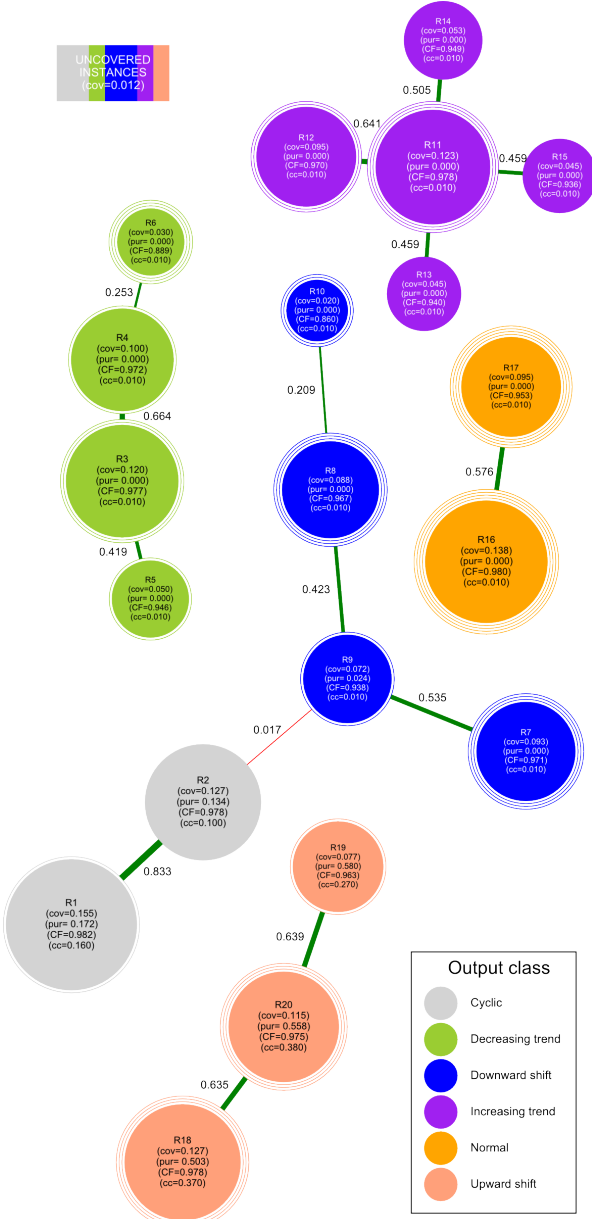 UNCOVERED
INSTANCES
(cov=0.012)
R14
(cov=0.053)
(pur= 0.000)
(CF=0.949)
(cc=0.010)
0.505
R12
(cov=0.095)
(pur= 0.000)
(CF=0.970)
(cc=0.010)
0.641
R11
(cov=0.123)
(pur= 0.000)
(CF=0.978)
(cc=0.010)
0.459
R15
(cov=0.045)
(pur= 0.000)
(CF=0.936)
(cc=0.010)
0.459
R13
(cov=0.045)
(pur= 0.000)
(CF=0.940)
(cc=0.010)
R6
(cov=0.030)
(pur= 0.000)
(CF=0.889)
(cc=0.010)
0.253
R4
(cov=0.100)
(pur= 0.000)
(CF=0.972)
(cc=0.010)
0.664
R3
(cov=0.120)
(pur= 0.000)
(CF=0.977)
(cc=0.010)
0.419
R5
(cov=0.050)
(pur= 0.000)
(CF=0.946)
(cc=0.010)
R10
(cov=0.020)
(pur= 0.000)
(CF=0.860)
(cc=0.010)
0.209
R8
(cov=0.088)
(pur= 0.000)
(CF=0.967)
(cc=0.010)
0.423
R17
(cov=0.095)
(pur= 0.000)
(CF=0.953)
(cc=0.010)
0.576
R16
(cov=0.138)
(pur= 0.000)
(CF=0.980)
(cc=0.010)
R9
(cov=0.072)
(pur= 0.024)
(CF=0.938)
(cc=0.010)
0.535
R7
(cov=0.093)
(pur= 0.000)
(CF=0.971)
(cc=0.010)
0.017
R2
(cov=0.127)
(pur= 0.134)
(CF=0.978)
(cc=0.100)
0.833
R1
(cov=0.155)
(pur= 0.172)
(CF=0.982)
(cc=0.160)
R19
(cov=0.077)
(pur= 0.580)
(CF=0.963)
(cc=0.270)
0.639
R20
(cov=0.115)
(pur= 0.558)
(CF=0.975)
(cc=0.380)
0.635
R18
(cov=0.127)
(pur= 0.503)
(CF=0.978)
(cc=0.370)
Output class
Cyclic
Decreasing trend
Downward shift
Increasing trend
Normal
Upward shift